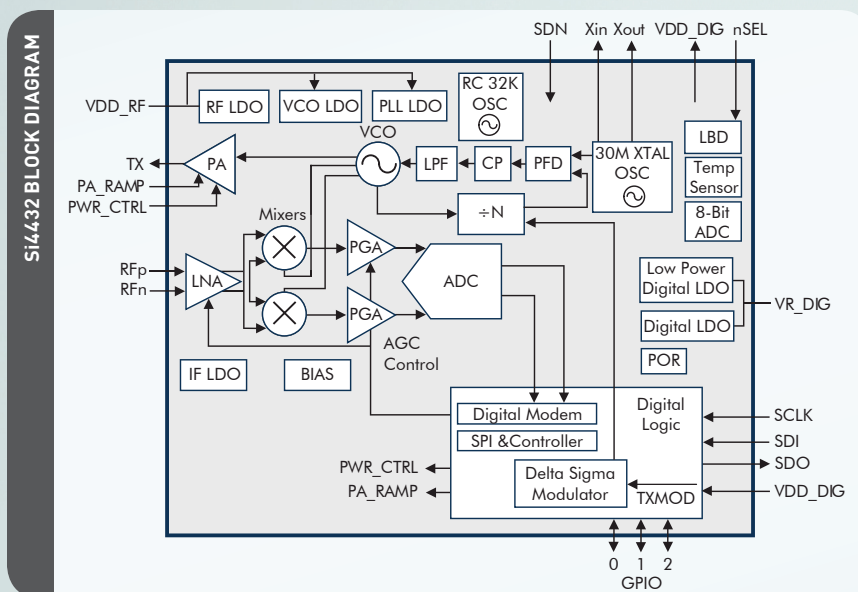 Si4432 BLOCK DIAGRAM
SDN
Xin
Xout
VDD_DIG
nSEL
VDD_RF
RF LDO
VCO LDO
PLL LDO
RC 32K
OSC
LBD
Temp
Sensor
8-Bit
ADC
VCO
TX
PA
PA_RAMP
PWR_CTRL
LPF
CP
PFD
30M XTAL
OSC
÷N
Mixers
RFp
RFn
LNA
PGA
PGA
ADC
AGC
Control
Low Power
Digital LDO
Digital LDO
VR_DIG
POR
IF LDO
BIAS
Digital Modem
SPI &Controller
Digital
Logic
Delta Sigma
Modulator
TXMOD
PWR_CTRL
PA_RAMP
SCLK
SDI
SDO
VDD_DIG
0 1 2
GPIO